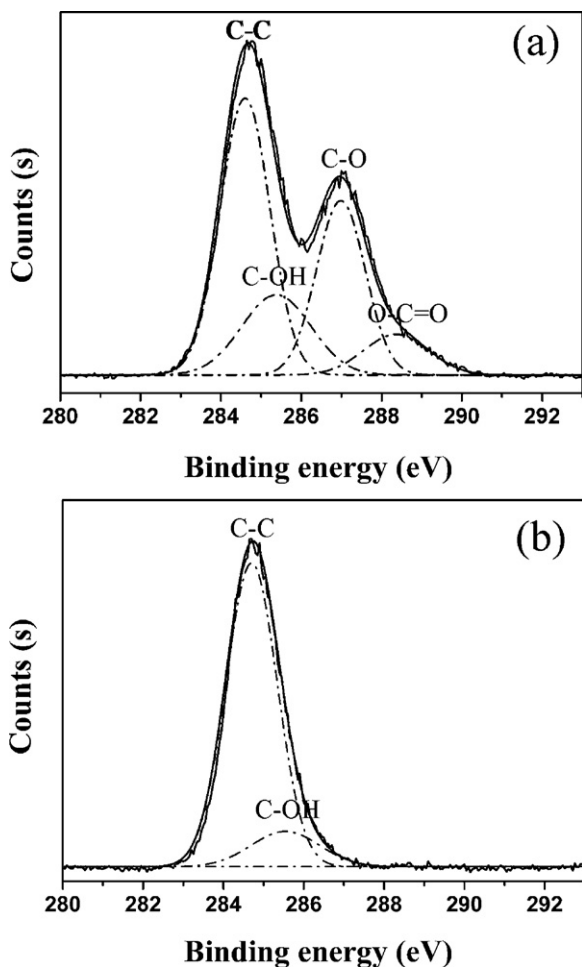 (a)
C-C
C-O
C-OH
O-C=O
Counts (s)
280 282 284 286 288 290 292
Binding energy (eV)
(b)
C-C
C-OH
Counts (s)
280 282 284 286 288 290 292
Binding energy (eV)